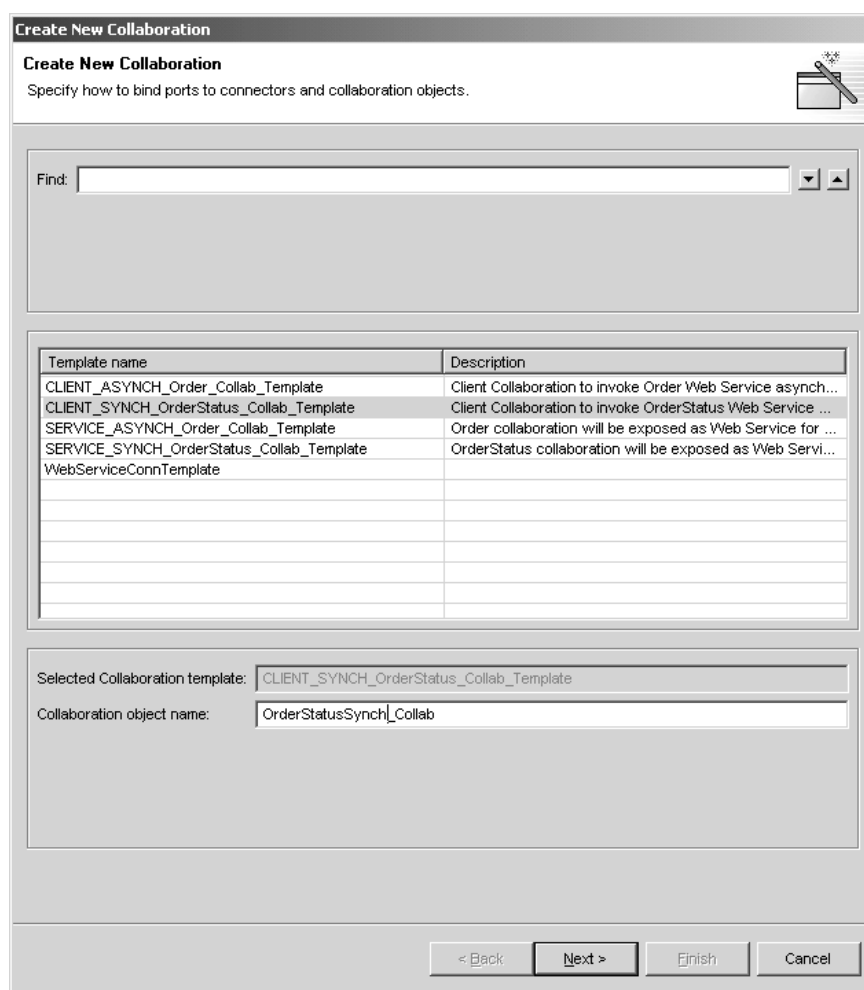 Create New Collaboration
Create New Collaboration
Specify how to bind ports to connectors and collaboration objects.
Find:
Template name Description
CLIENT_ASYNCH_Order_Collab_Template Client Collaboration to invoke Order Web Service asynch...
CLIENT_SYNCH_OrderStatus_Collab_Template Client Collaboration to invoke OrderStatus Web Service ...
SERVICE_ASYNCH_Order_Collab_Template Order collaboration will be exposed as Web Service for ...
SERVICE_SYNCH_OrderStatus_Collab_Template OrderStatus collaboration will be exposed as Web Servi...
WebServiceConnTemplate
Selected Collaboration template: CLIENT_SYNCH_OrderStatus_Collab_Template
Collaboration object name: OrderStatusSynch_Collab
< Back Next > Finish Cancel